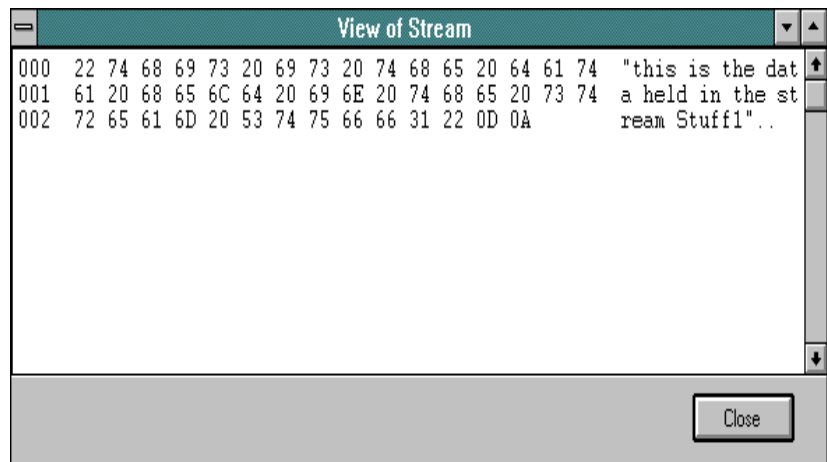 View of Stream
000 22 74 68 69 73 20 69 73 20 74 68 65 20 64 61 74 "this is the dat
001 61 20 68 65 6C 64 20 69 6E 20 74 68 65 20 73 74 a held in the st
002 72 65 61 6D 20 53 74 75 66 66 31 22 0D 0A ream Stuff1"..
Close